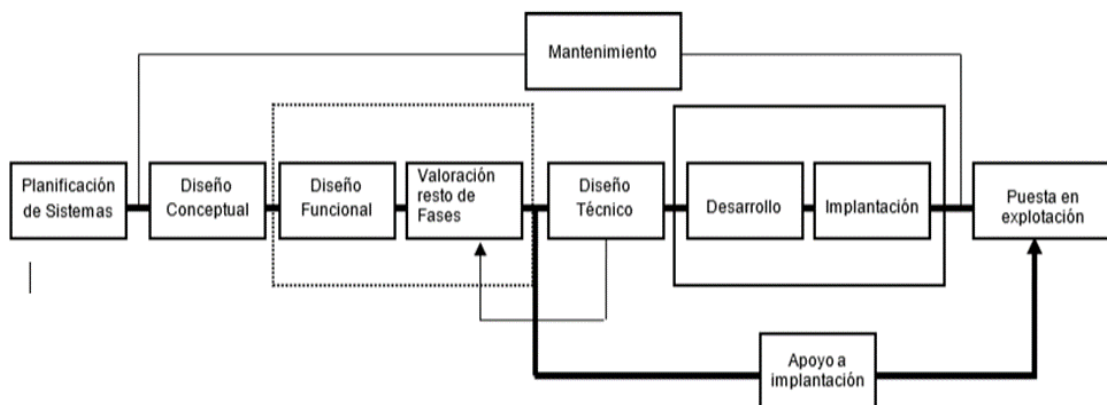 Mantenimiento
Planificación
de Sistemas
Diseño
Conceptual
Diseño
Funcional
Valoración
resto de
Fases
Diseño
Técnico
Desarrollo
Implantación
Puesta en
explotación
Apoyo a
implantación